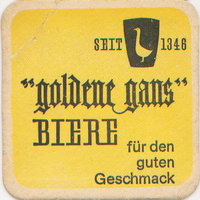 SEIT 1346
"goldene gans"
BIERE
für den
guten
Geschmack